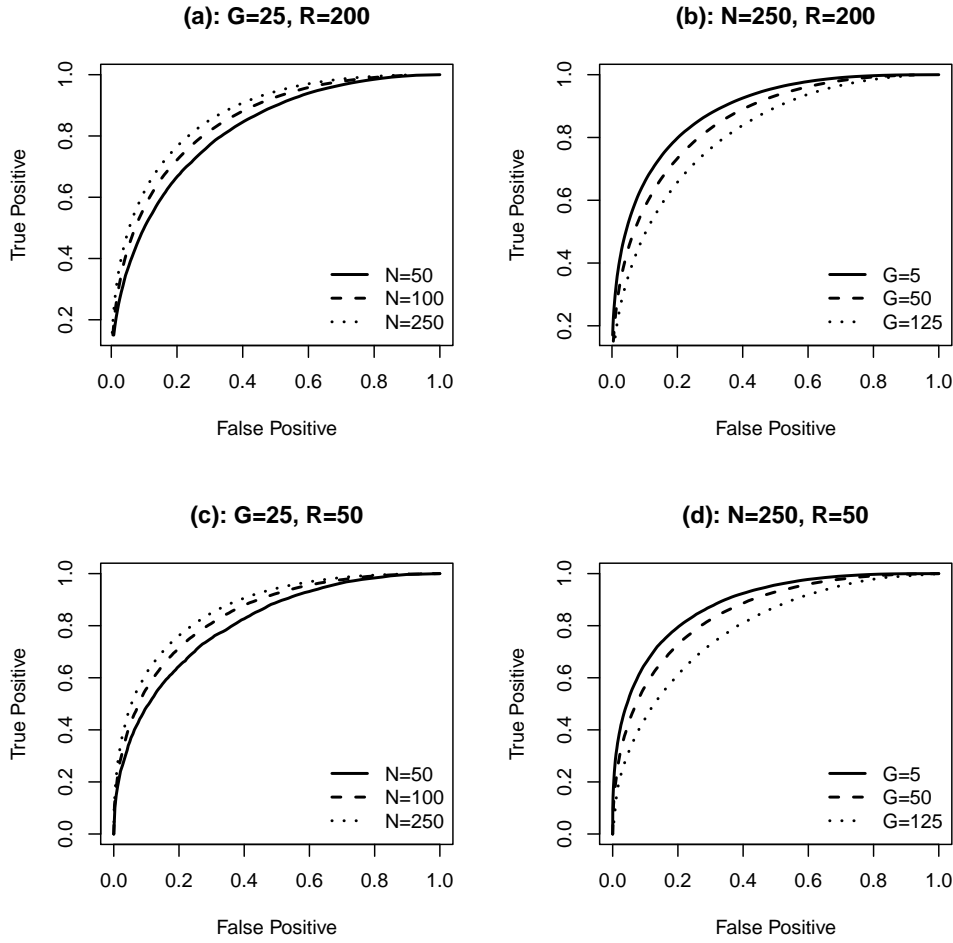 (a): G=25, R=200
True Positive
0.2 0.4 0.6 0.8 1.0
N=50
N=100
N=250
0.0 0.2 0.4 0.6 0.8 1.0
False Positive
(b): N=250, R=200
True Positive
0.2 0.4 0.6 0.8 1.0
G=5
G=50
G=125
0.0 0.2 0.4 0.6 0.8 1.0
False Positive
(c): G=25, R=50
True Positive
0.0 0.2 0.4 0.6 0.8 1.0
N=50
N=100
N=250
0.0 0.2 0.4 0.6 0.8 1.0
False Positive
(d): N=250, R=50
True Positive
0.0 0.2 0.4 0.6 0.8 1.0
G=5
G=50
G=125
0.0 0.2 0.4 0.6 0.8 1.0
False Positive